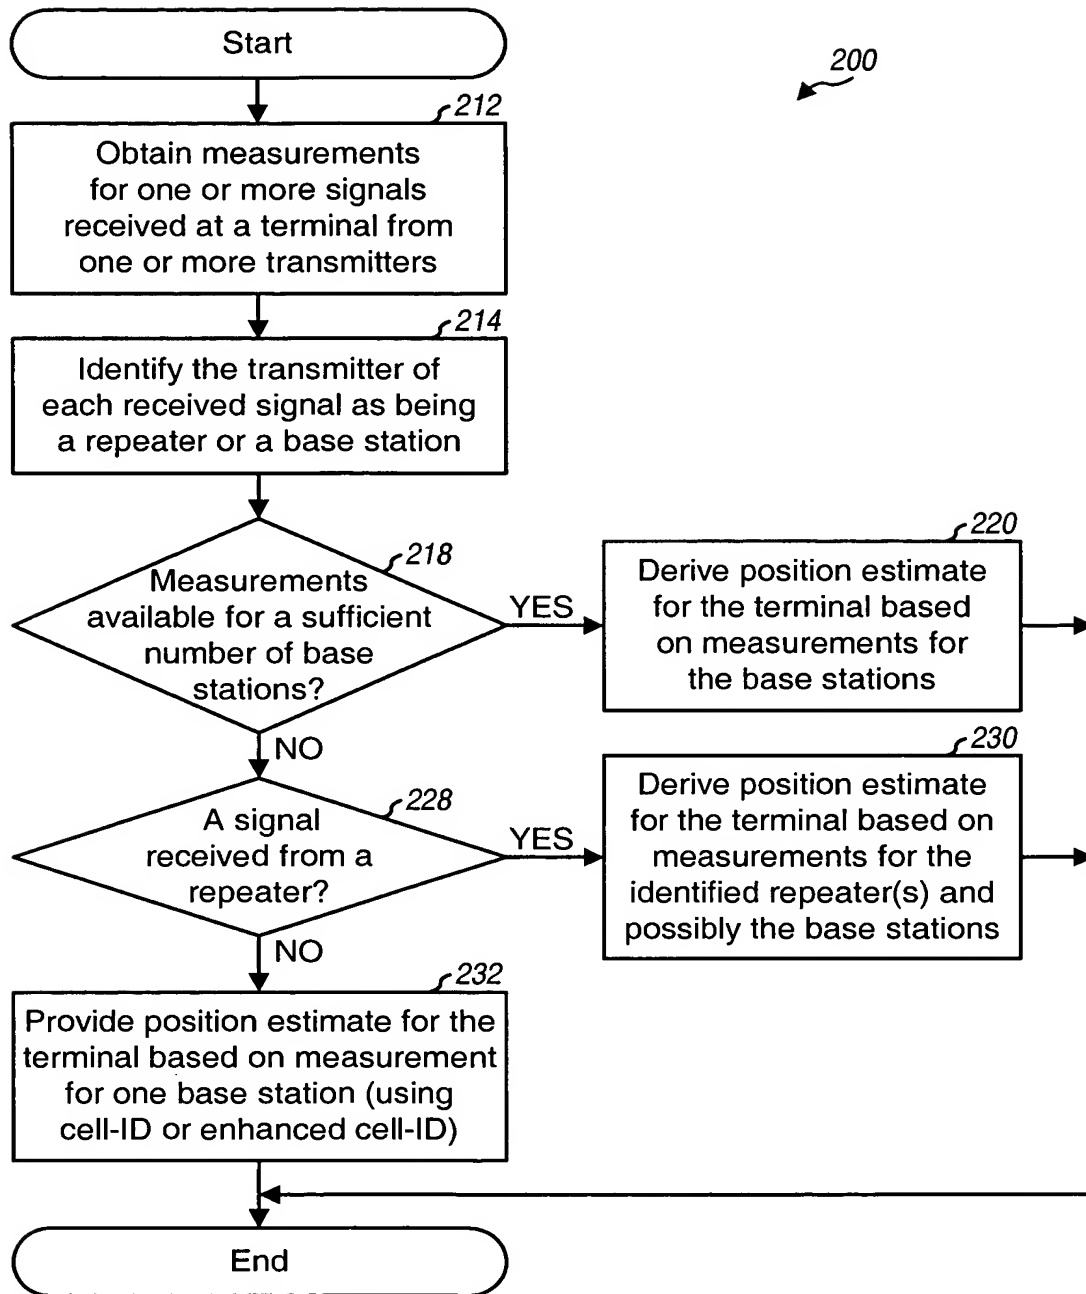 Start
200
212
Obtain measurements
for one or more signals
received at a terminal from
one or more transmitters
214
Identify the transmitter of
each received signal as being
a repeater or a base station
218
Measurements
available for a sufficient
number of base
stations?
YES
220
Derive position estimate
for the terminal based
on measurements for
the base stations
NO
228
A signal
received from a
repeater?
YES
230
Derive position estimate
for the terminal based on
measurements for the
identified repeater(s) and
possibly the base stations
NO
232
Provide position estimate for the
terminal based on measurement
for one base station (using
cell-ID or enhanced cell-ID)
End